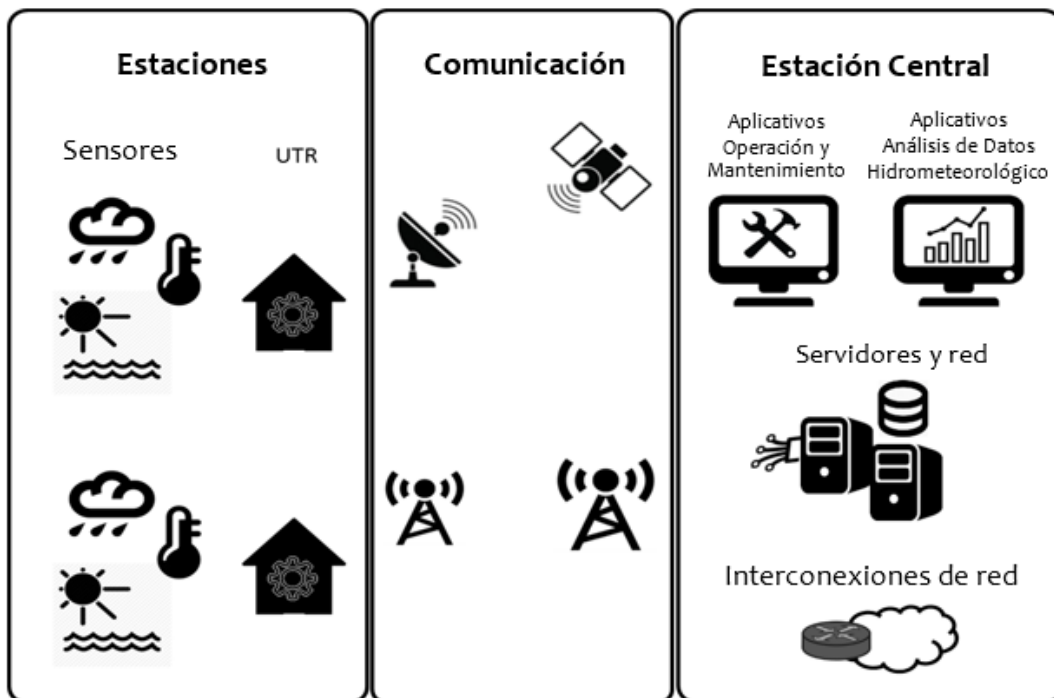 Estaciones
Sensores
UTR
Comunicación
Estación Central
Aplicativos
Operación y
Mantenimiento
Aplicativos
Análisis de Datos
Hidrometeorológico
Servidores y red
Interconexiones de red